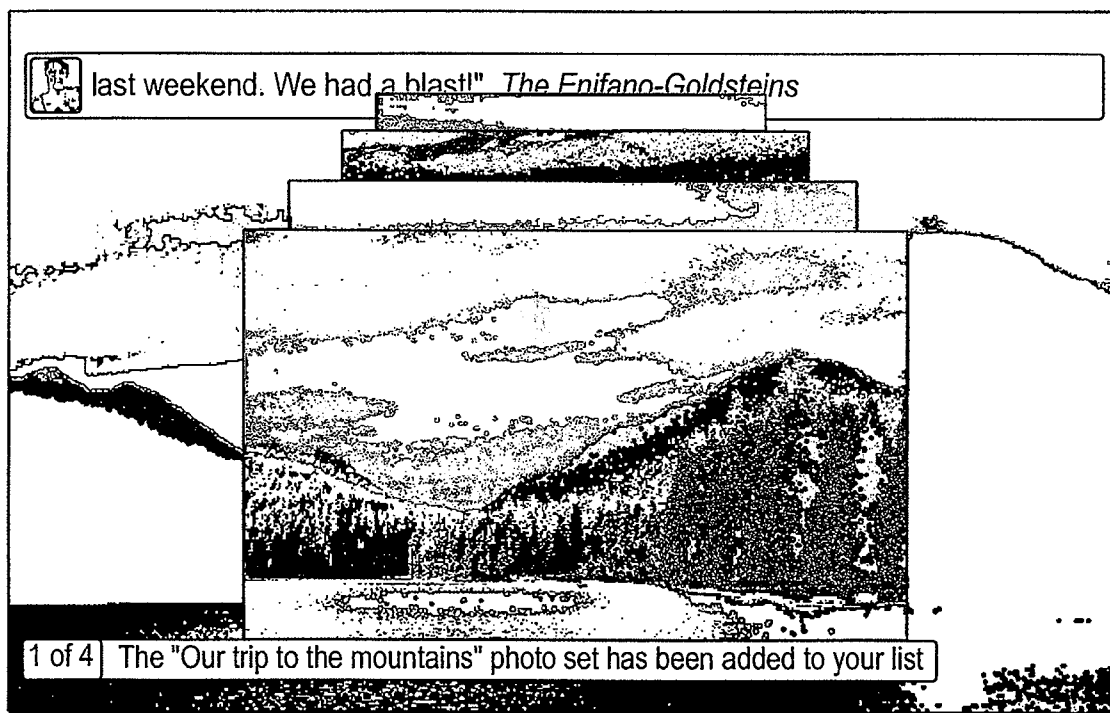 last weekend. We had a blast!" The Enifano-Goldsteins
1 of 4 The "Our trip to the mountains" photo set has been added to your list